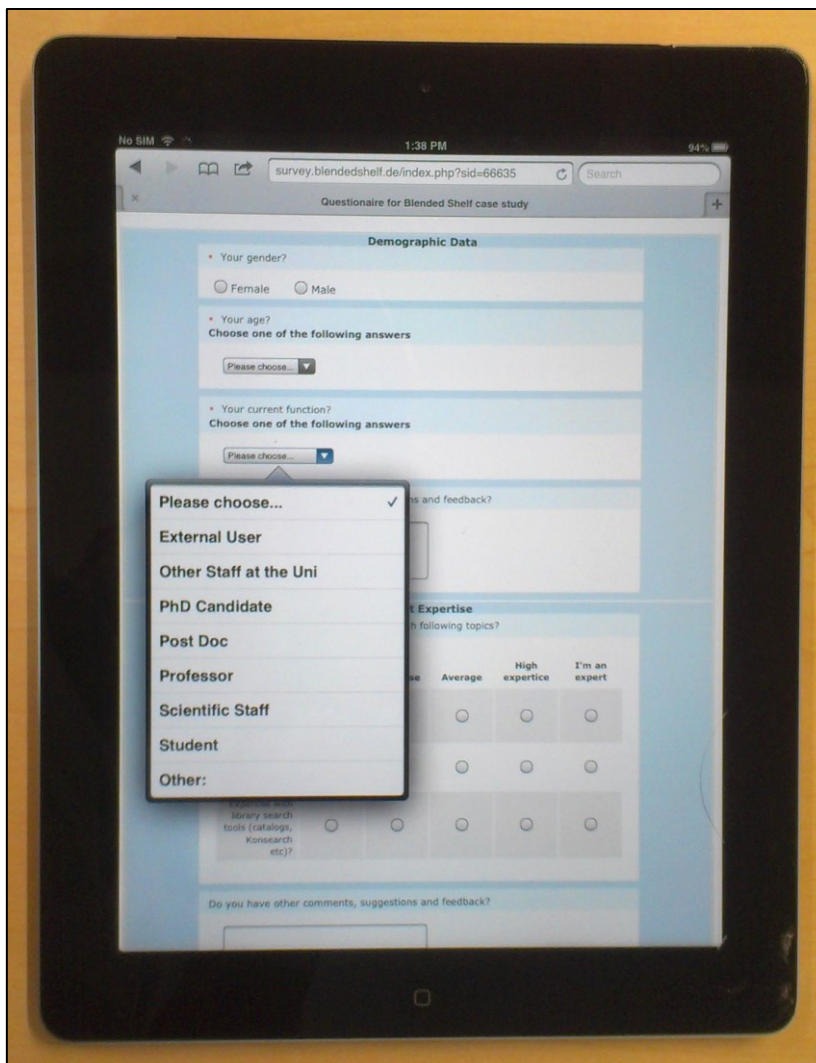 No SIM 1:38 PM 94%
survey.blendedshelf.de/index.php?sid=66635 Search
Questionaire for Blended Shelf case study
Demographic Data
* Your gender?
Female Male
* Your age?
Choose one of the following answers
Please choose...
* Your current function?
Choose one of the following answers
Please choose...
and feedback?
Please choose...
External User
Other Staff at the Uni
PhD Candidate
Post Doc
Professor
Scientific Staff
Student
Other:
Expertise
following topics?
Average High expertice I'm an expert
Expertise with
library search
tools (catalogs,
Konsearch
etc)?
Do you have other comments, suggestions and feedback?